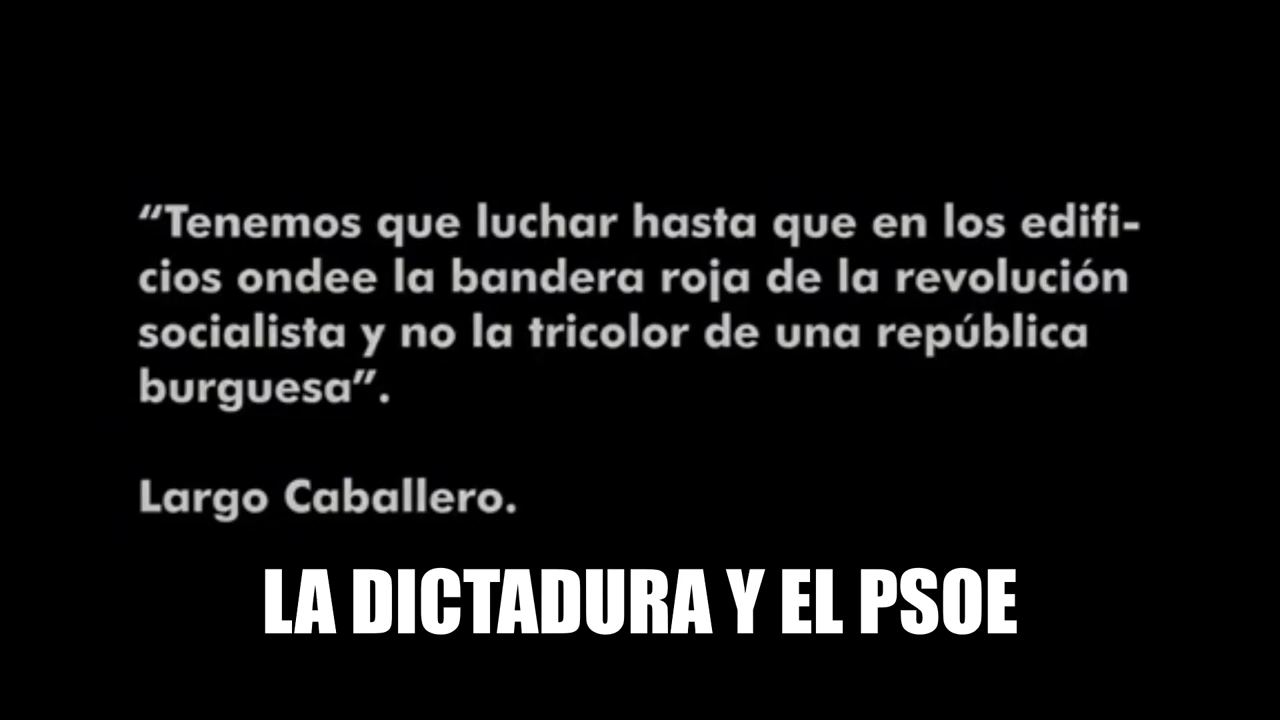 “Tenemos que luchar hasta que en los edifi-
cios ondee la bandera roja de la revolución
socialista y no la tricolor de una república
burguesa”.
Largo Caballero.
LA DICTADURA Y EL PSOE